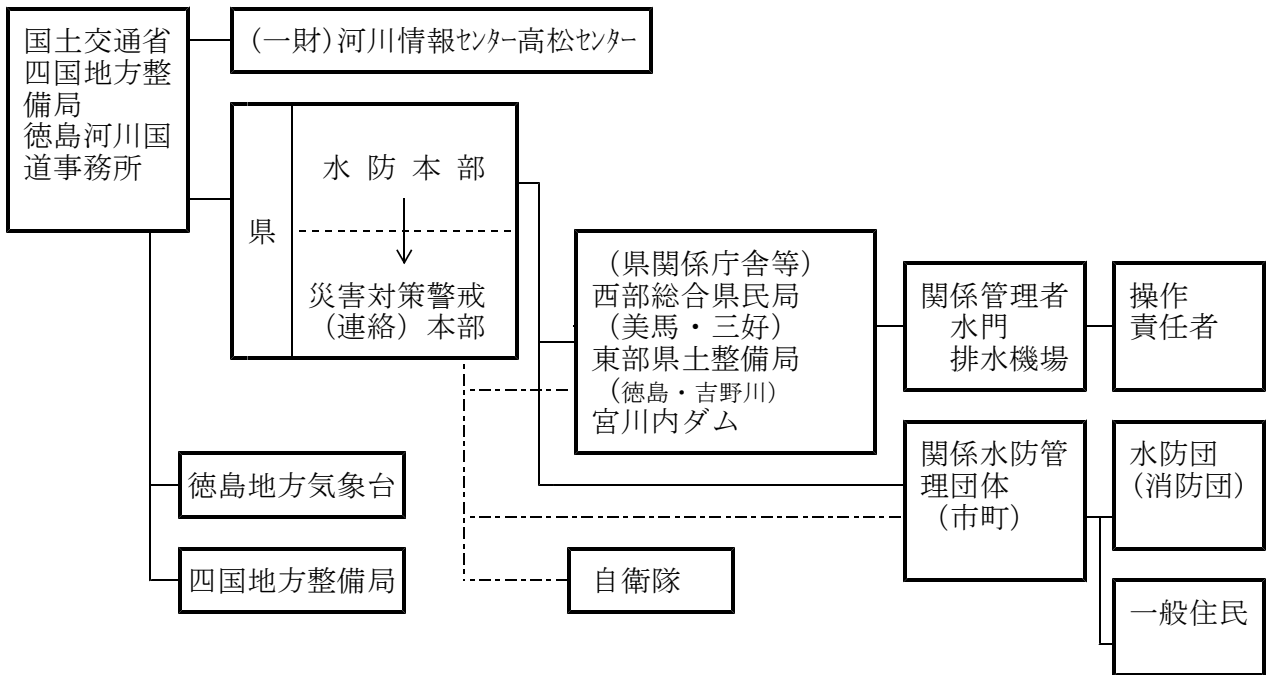 国土交通省
四国地方整
備局
徳島河川国
道事務所
(一財)河川情報ｾﾝﾀｰ高松センター
県
水防本部
災害対策警戒
（連絡）本部
（県関係庁舎等）
西部総合県民局
（美馬・三好）
東部県土整備局
（徳島・吉野川）
宮川内ダム
関係管理者
水門
排水機場
操作
責任者
関係水防管
理団体
（市町）
水防団
（消防団）
一般住民
徳島地方気象台
四国地方整備局
自衛隊